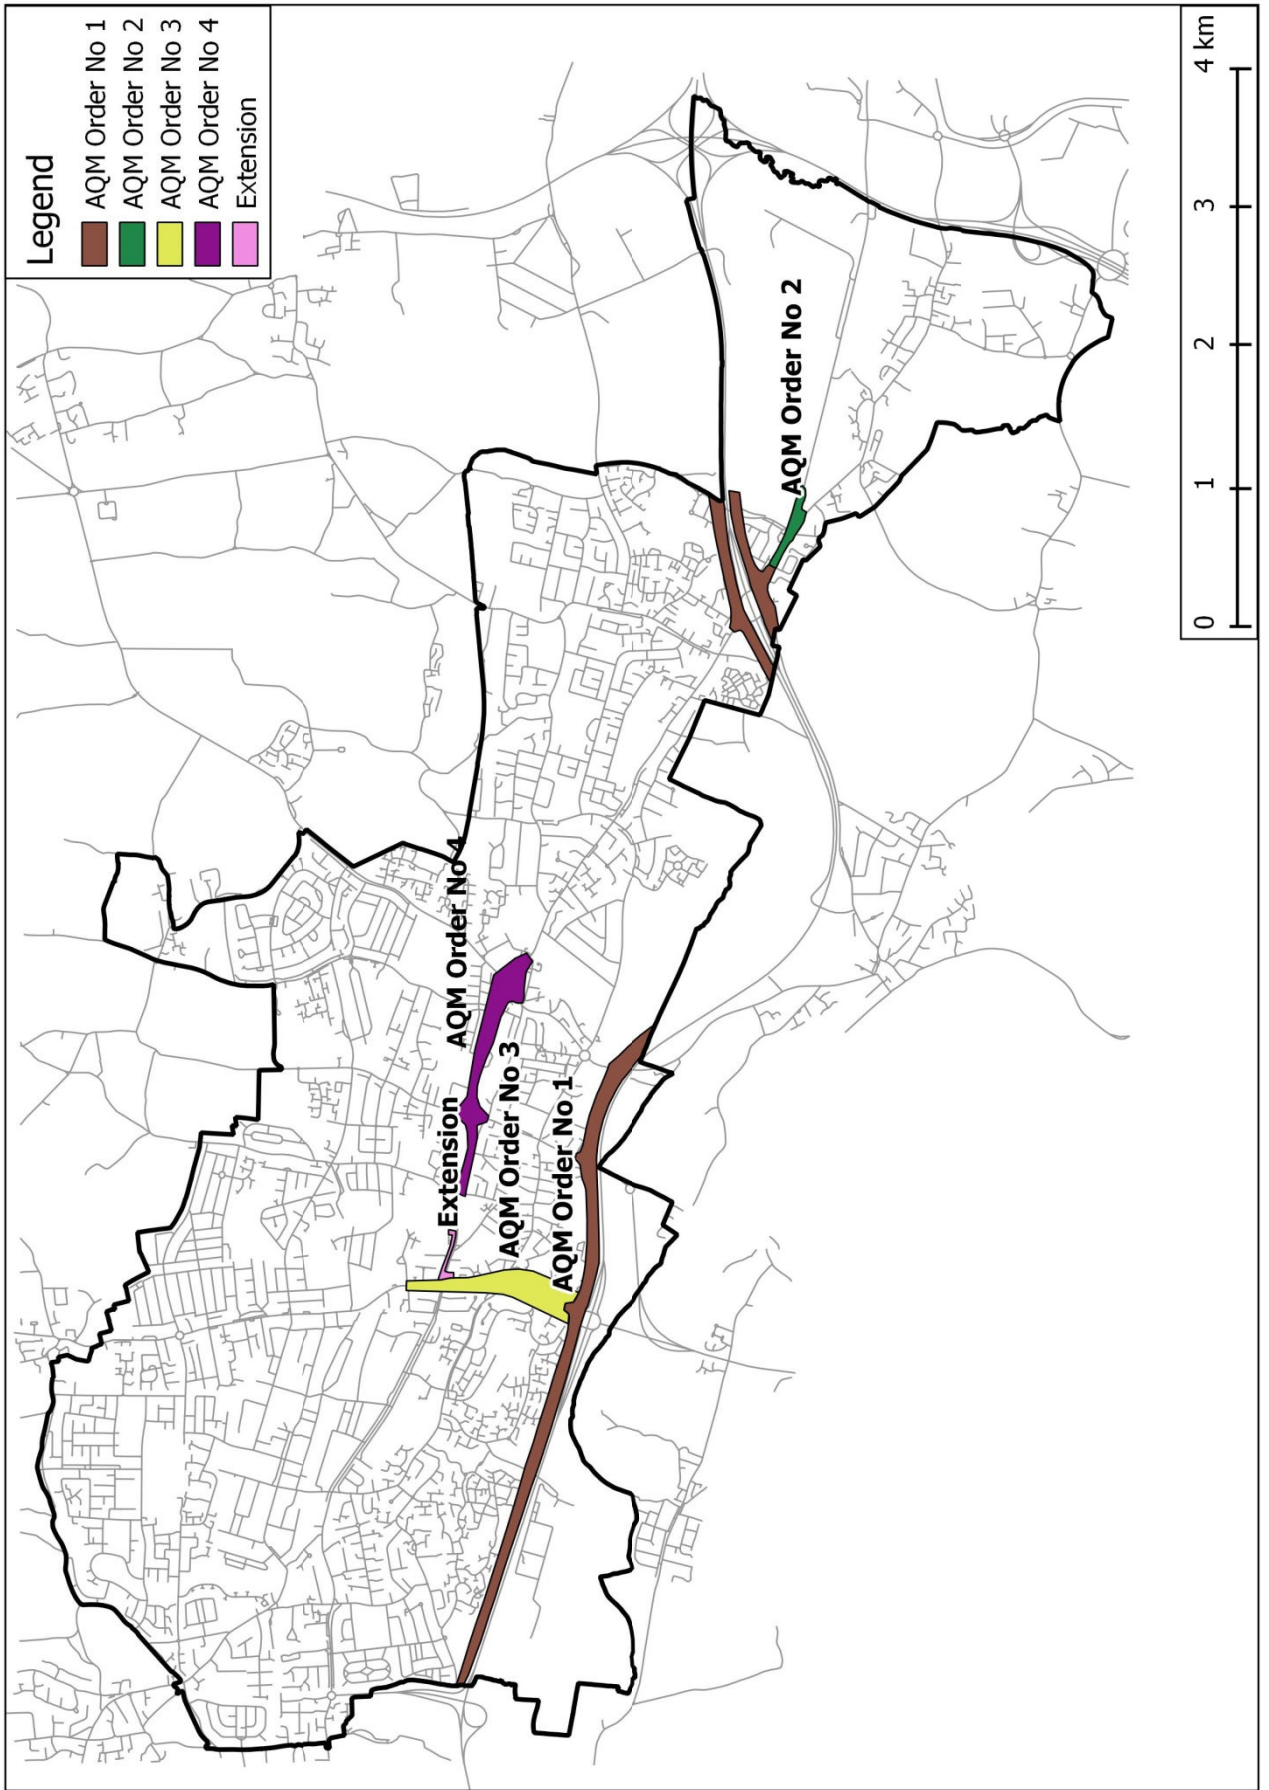 Legend
AQM Order No 1
AQM Order No 2
AQM Order No 3
AQM Order No 4
Extension
AQM Order No 4
Extension
AQM Order No 3
AQM Order No 1
AQM Order No 2
0 1 2 3 4 km